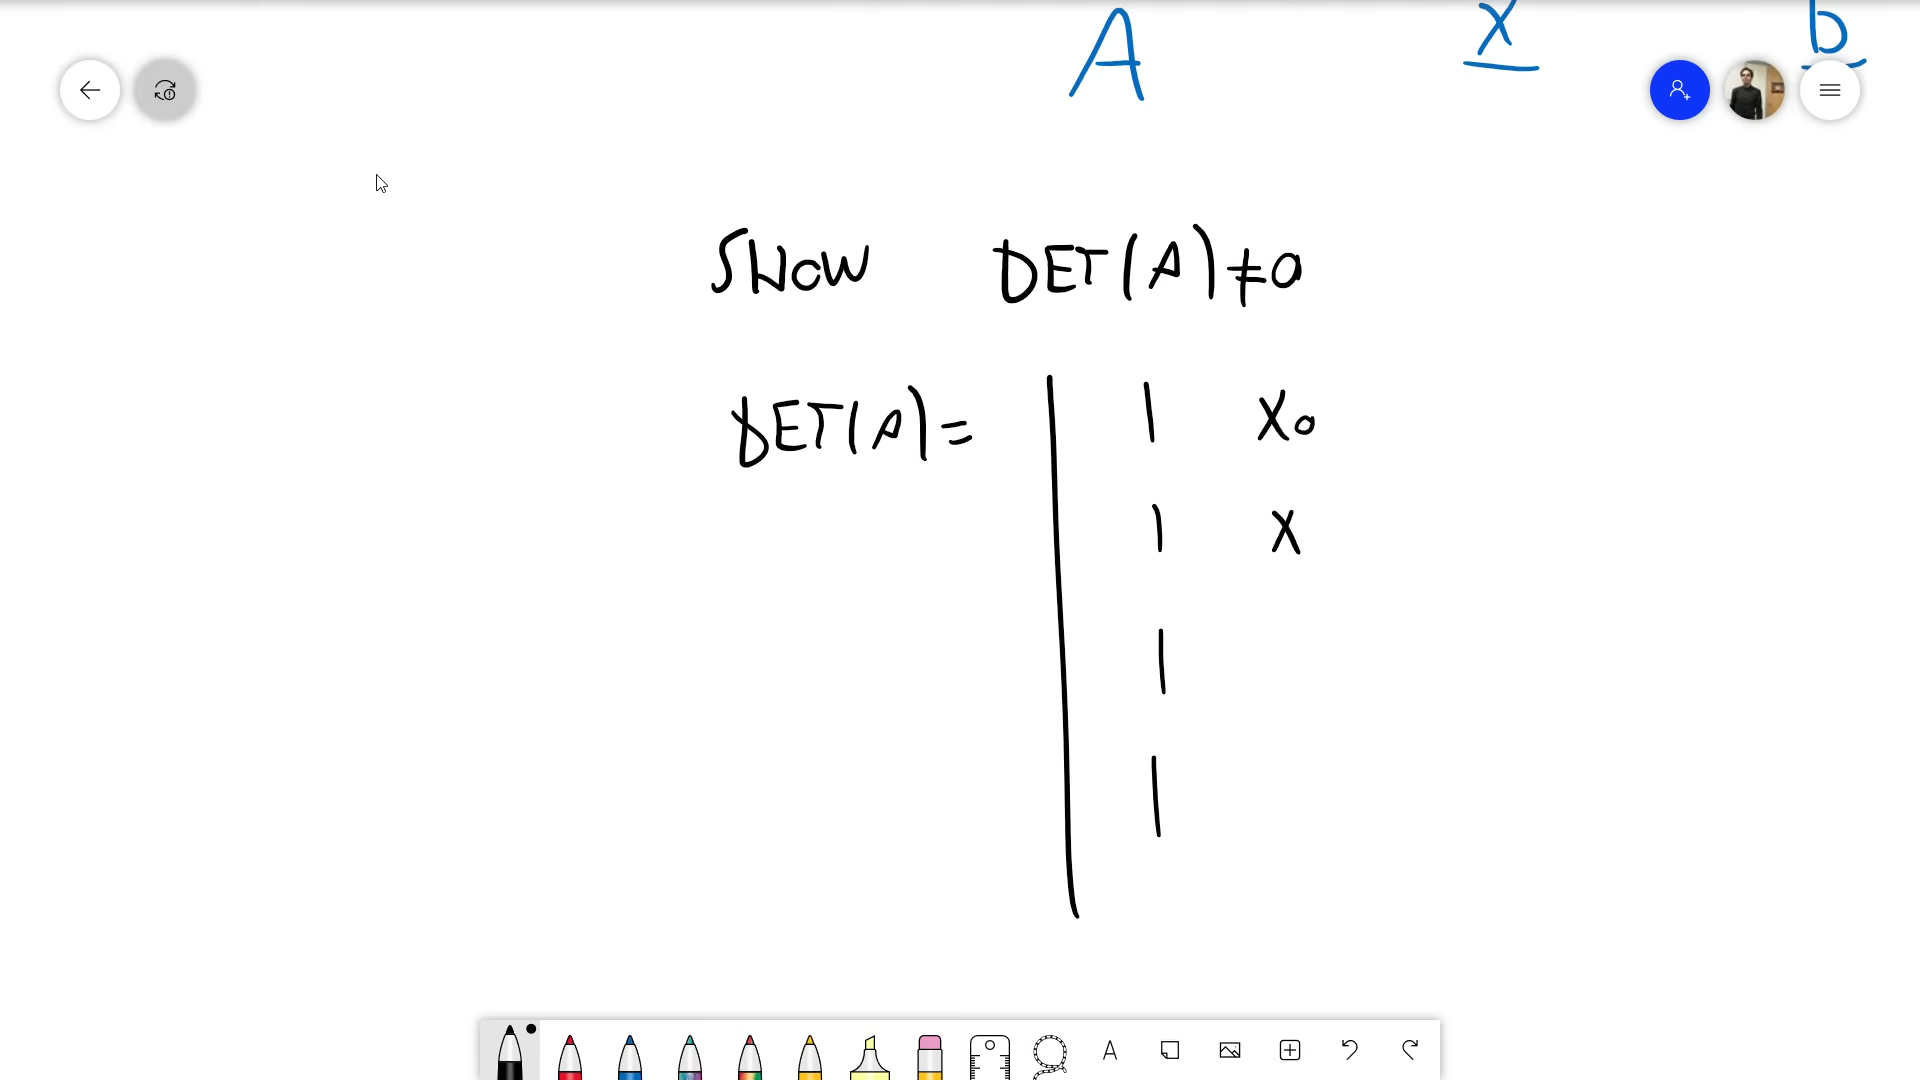 A x b
SHOW DET(A)≠0
DET(A)= | 1 x₀
1 x
1
1
A